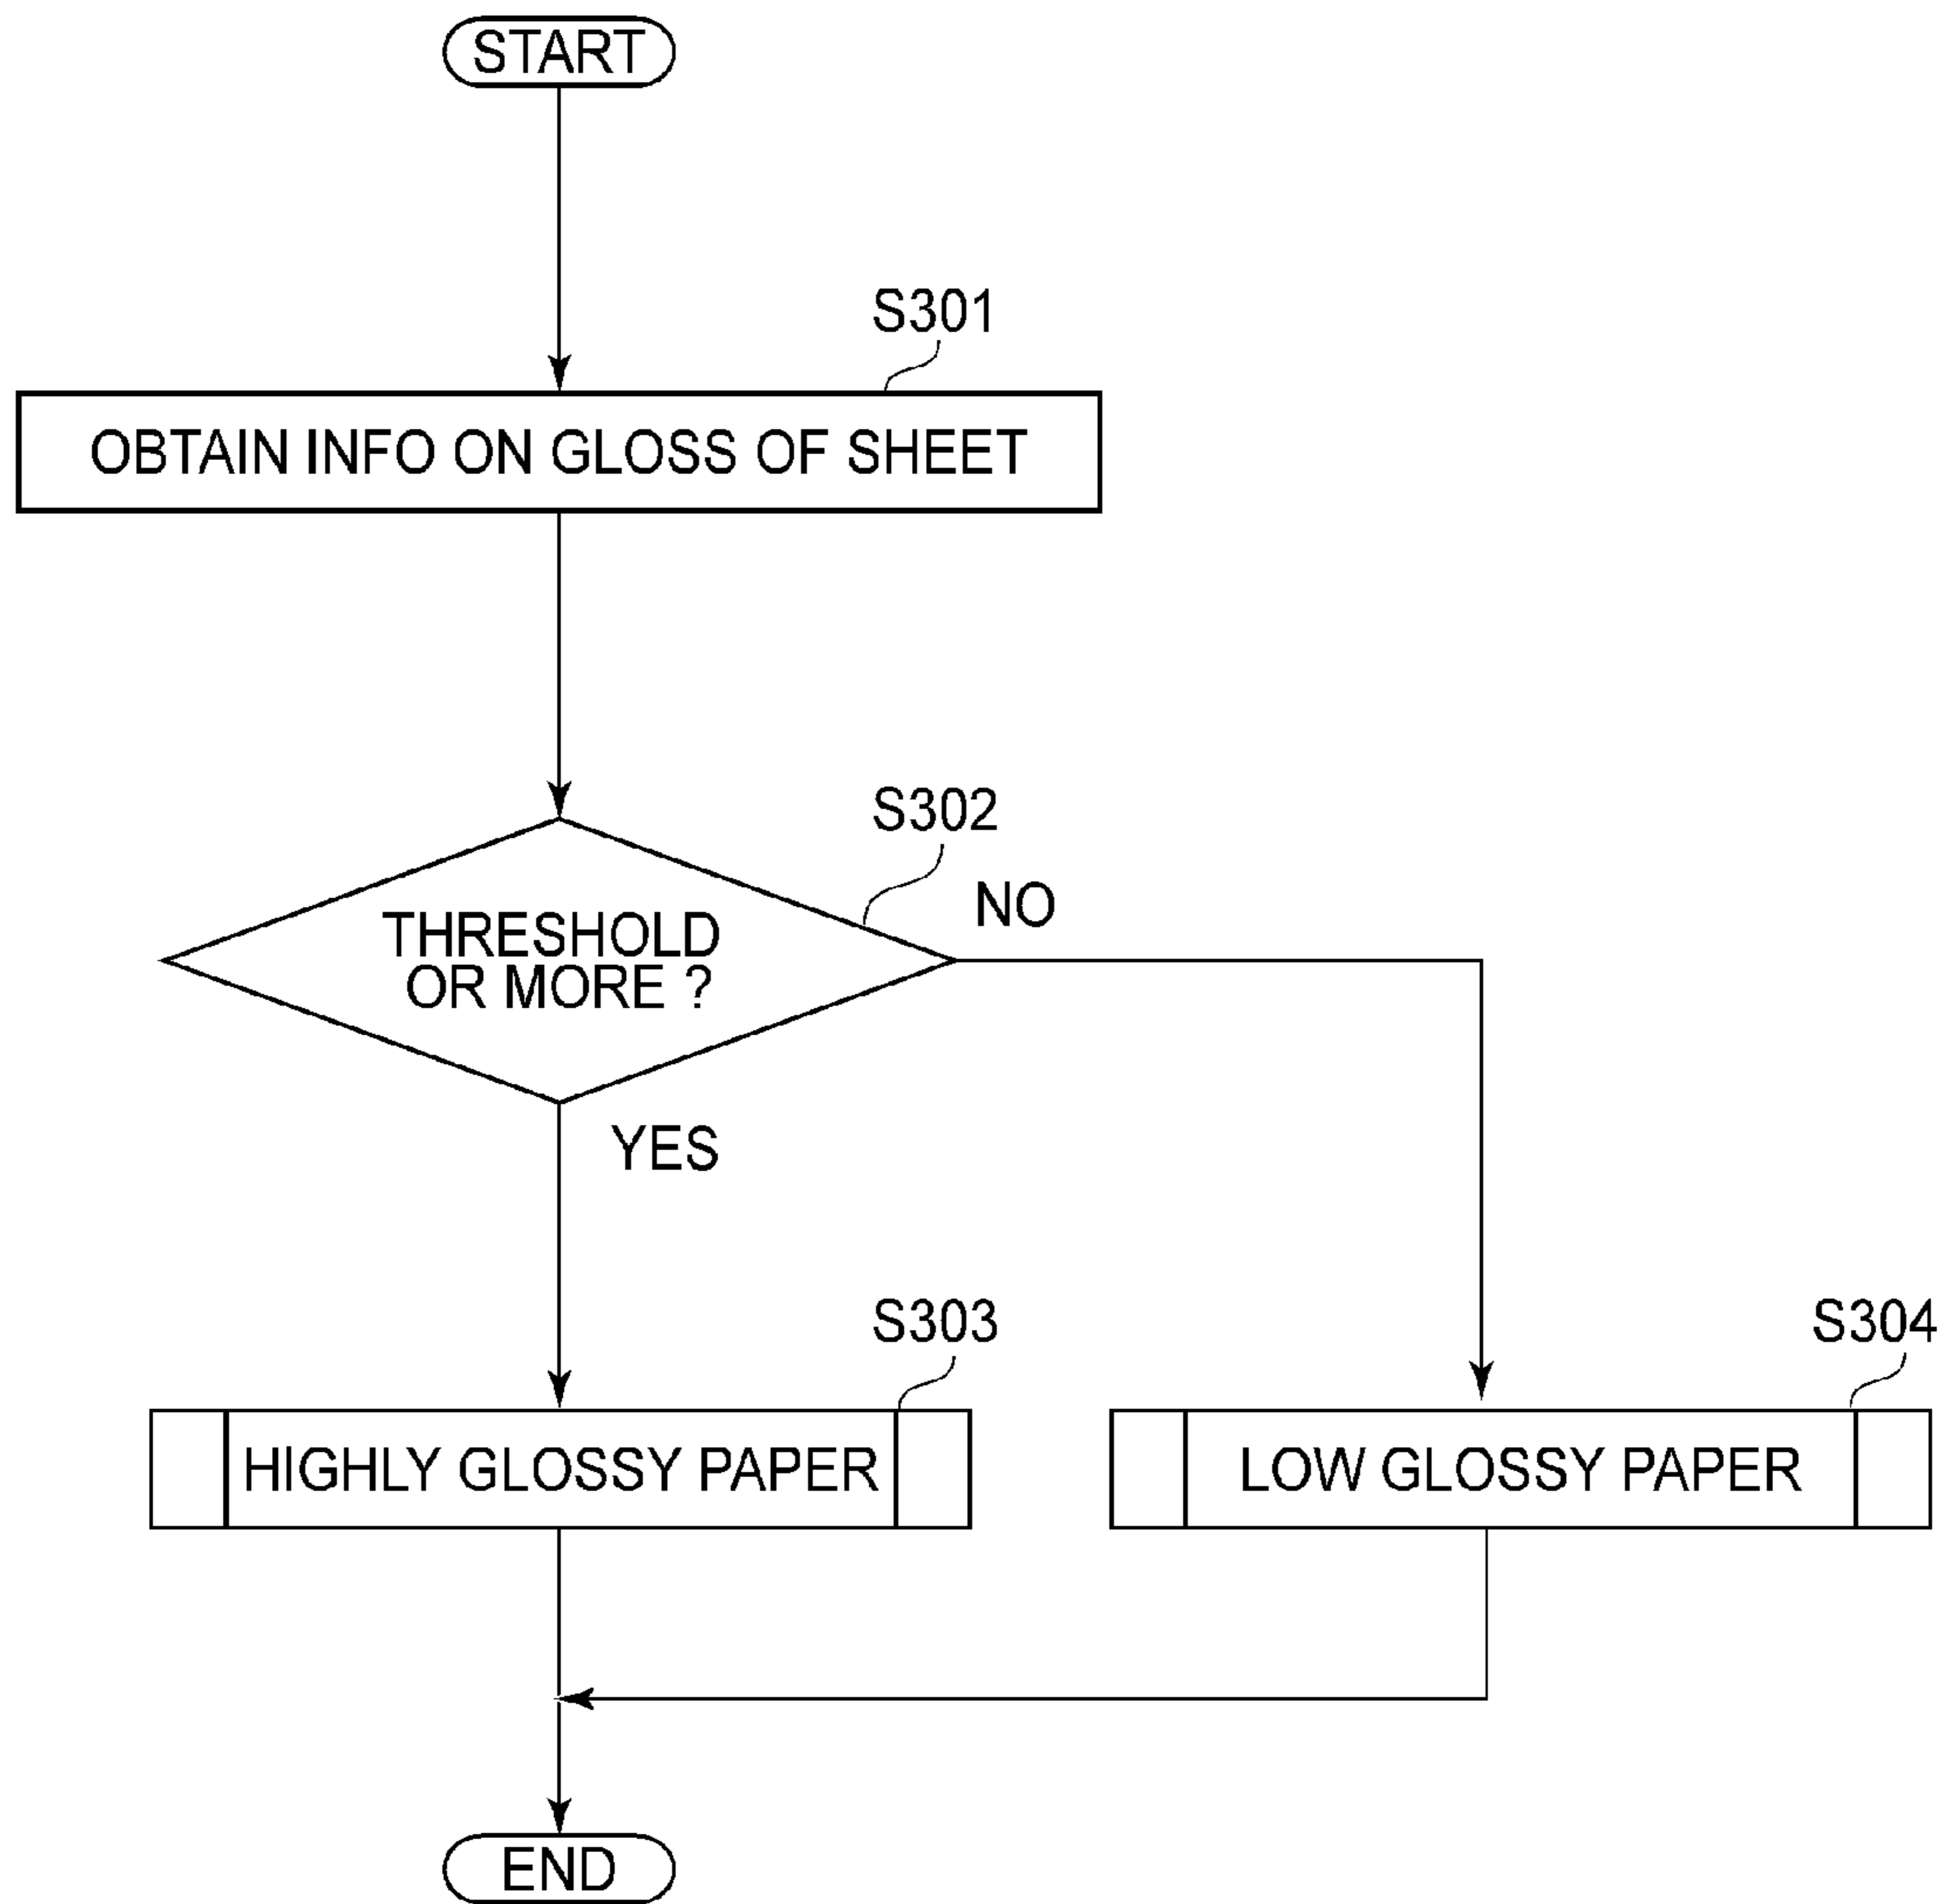 START
S301
OBTAIN INFO ON GLOSS OF SHEET
S302
NO
THRESHOLD
OR MORE ?
YES
S303
S304
HIGHLY GLOSSY PAPER
LOW GLOSSY PAPER
END